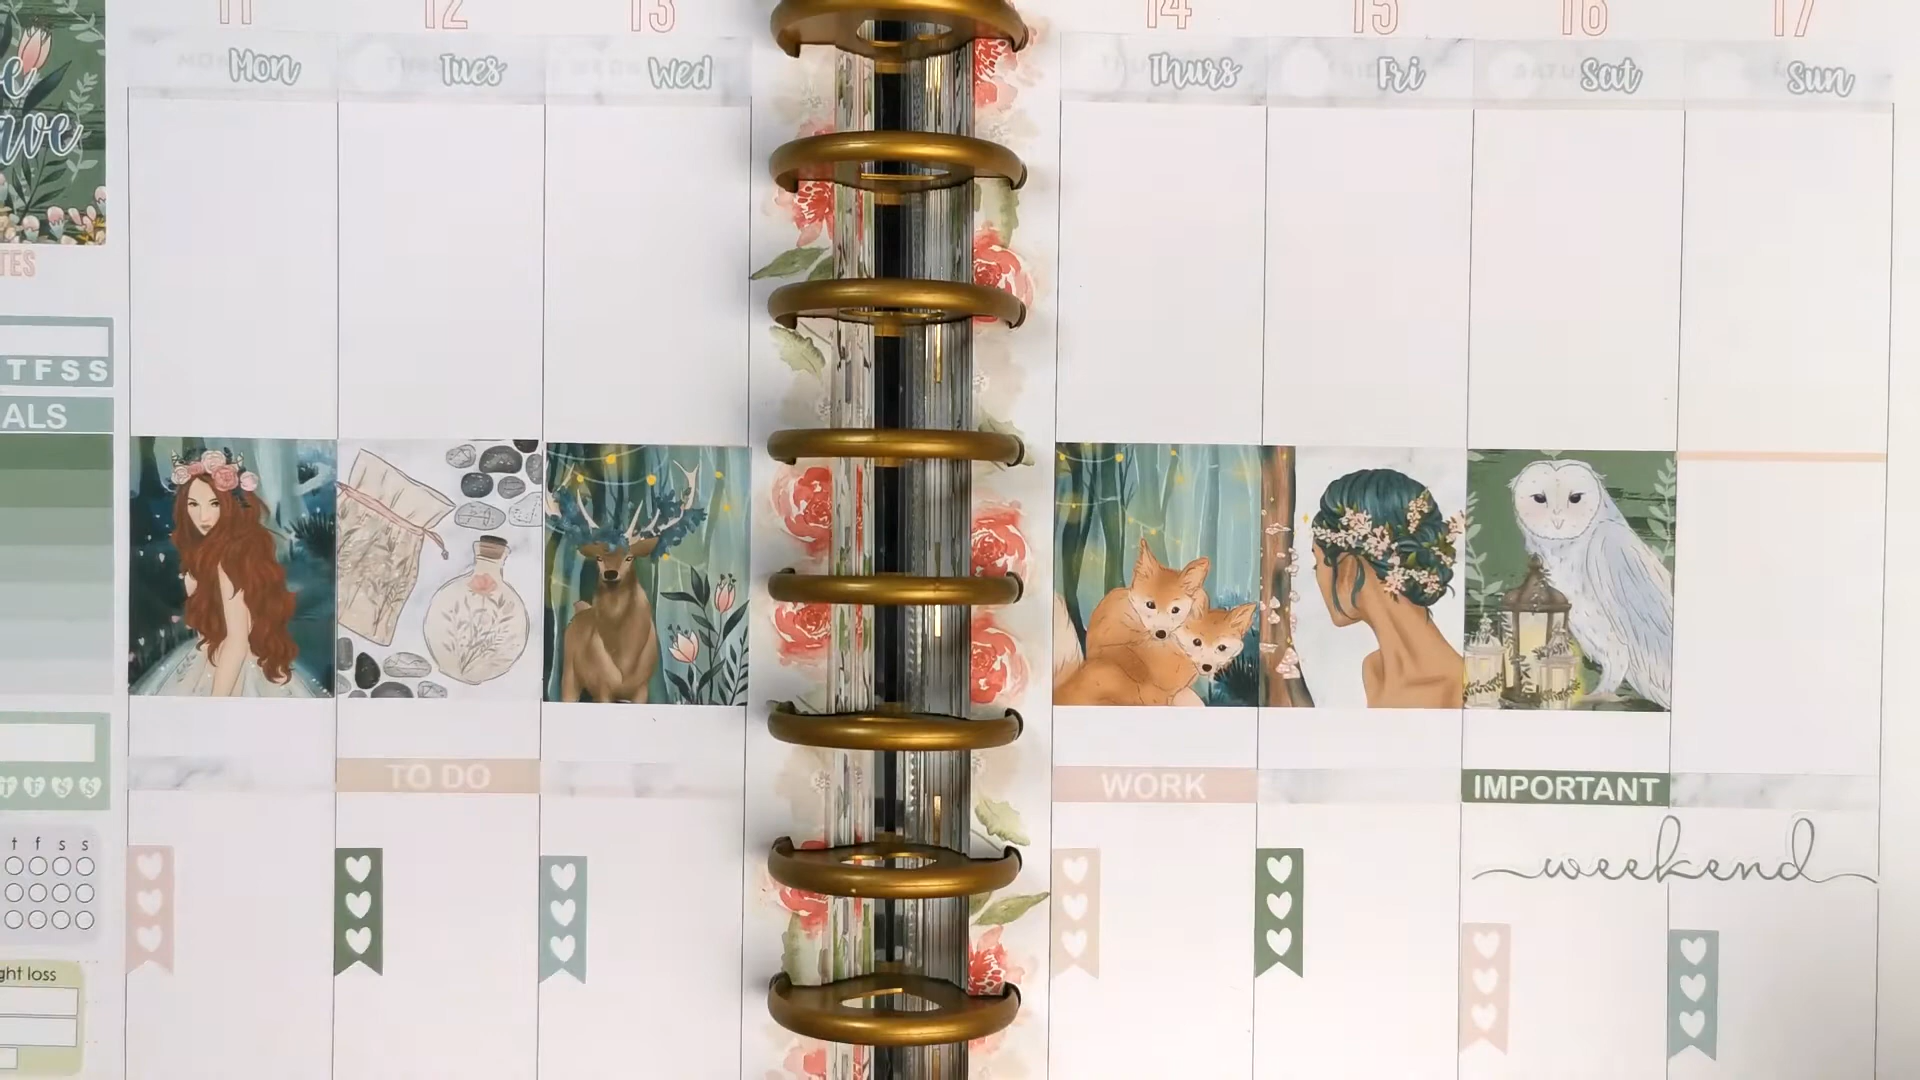 11 12 13 14 15 16 17
Mon Tues Wed Thurs Fri Sat Sun
TES
T F S S
ALS
TO DO
WORK
IMPORTANT
T F S S
weekend
t f s s
ght loss